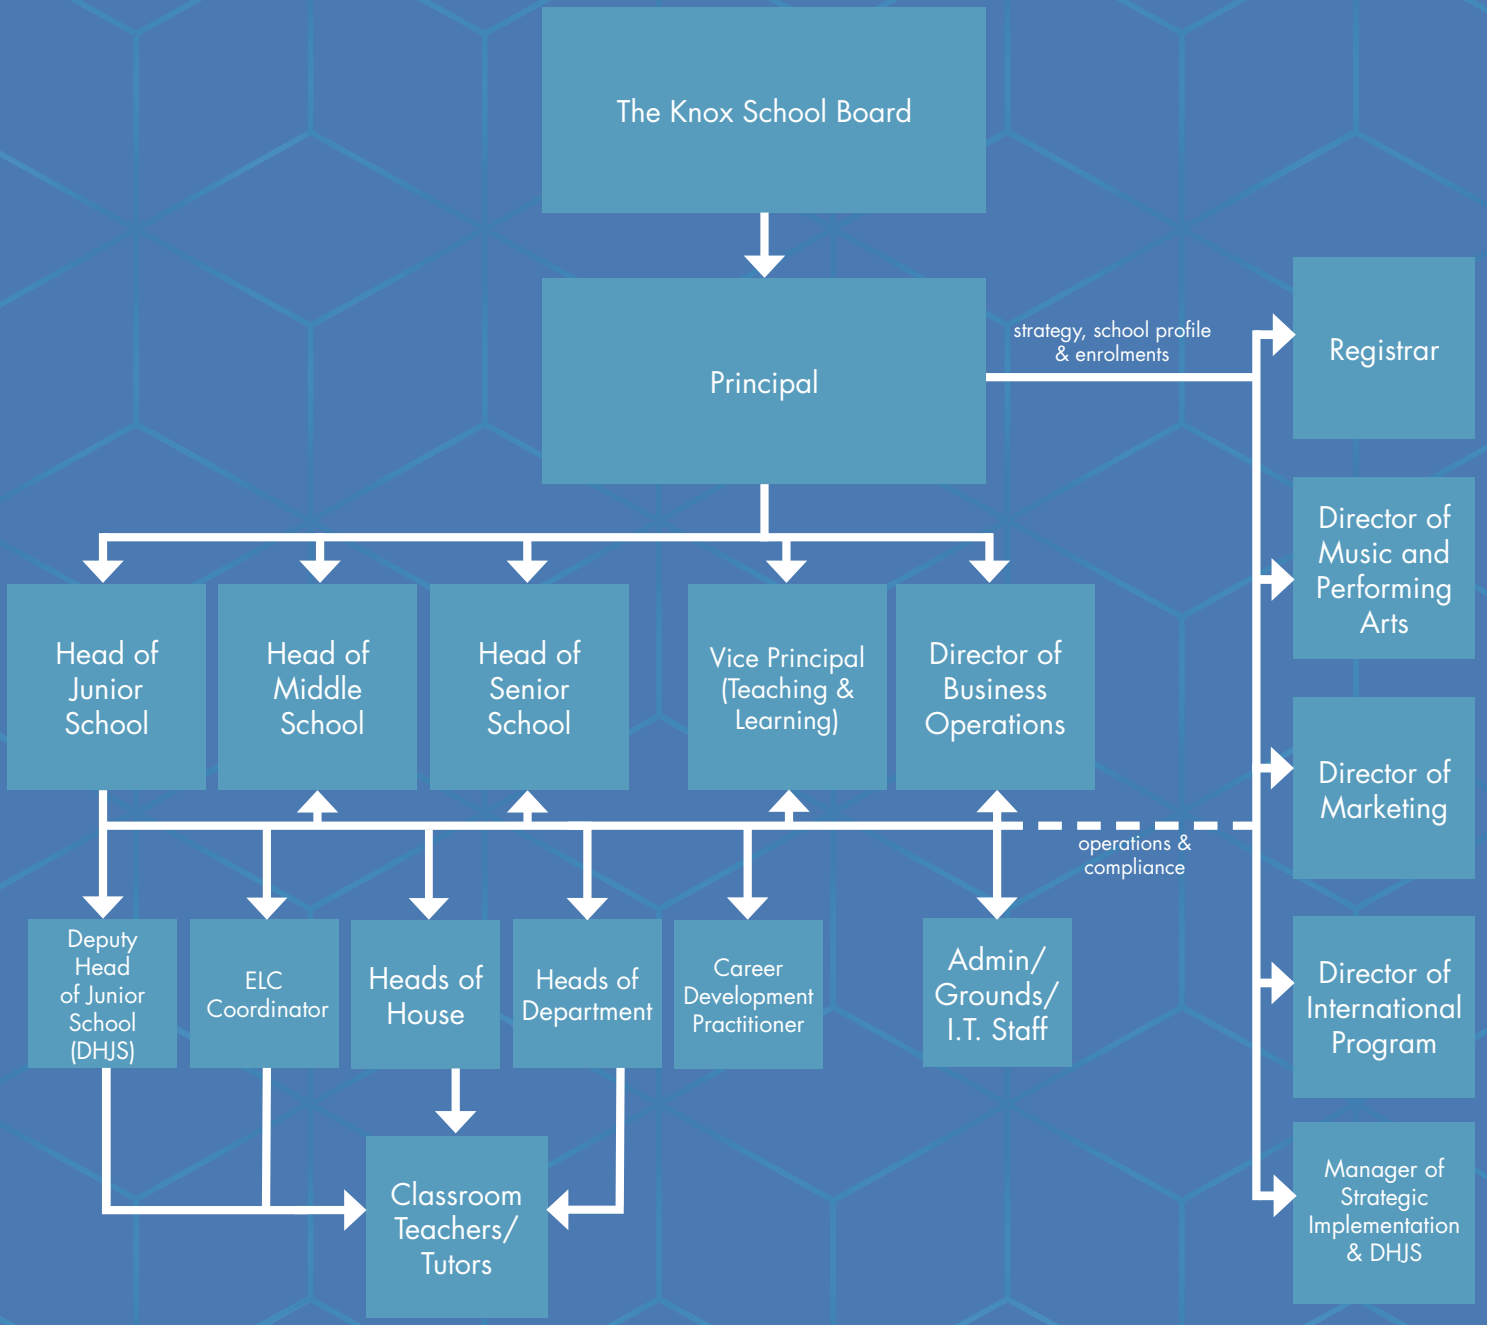 The Knox School Board
Principal
strategy, school profile
& enrolments
Registrar
Director of
Music and
Performing
Arts
Director of
Marketing
Director of
International
Program
Manager of
Strategic
Implementation
& DHJS
Head of
Junior
School
Head of
Middle
School
Head of
Senior
School
Vice Principal
(Teaching &
Learning)
Director of
Business
Operations
operations &
compliance
Deputy
Head
of Junior
School
(DHJS)
ELC
Coordinator
Heads of
House
Heads of
Department
Career
Development
Practitioner
Admin/
Grounds/
I.T. Staff
Classroom
Teachers/
Tutors